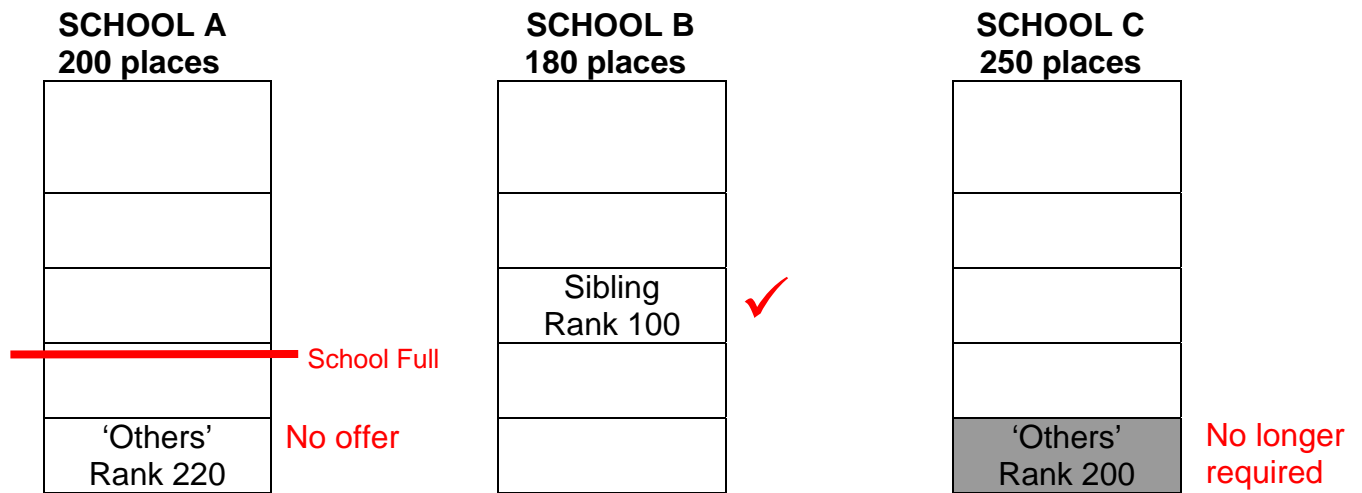 SCHOOL A
200 places
SCHOOL B
180 places
SCHOOL C
250 places
Sibling
Rank 100
School Full
‘Others’
Rank 220
No offer
‘Others’
Rank 200
No longer
required